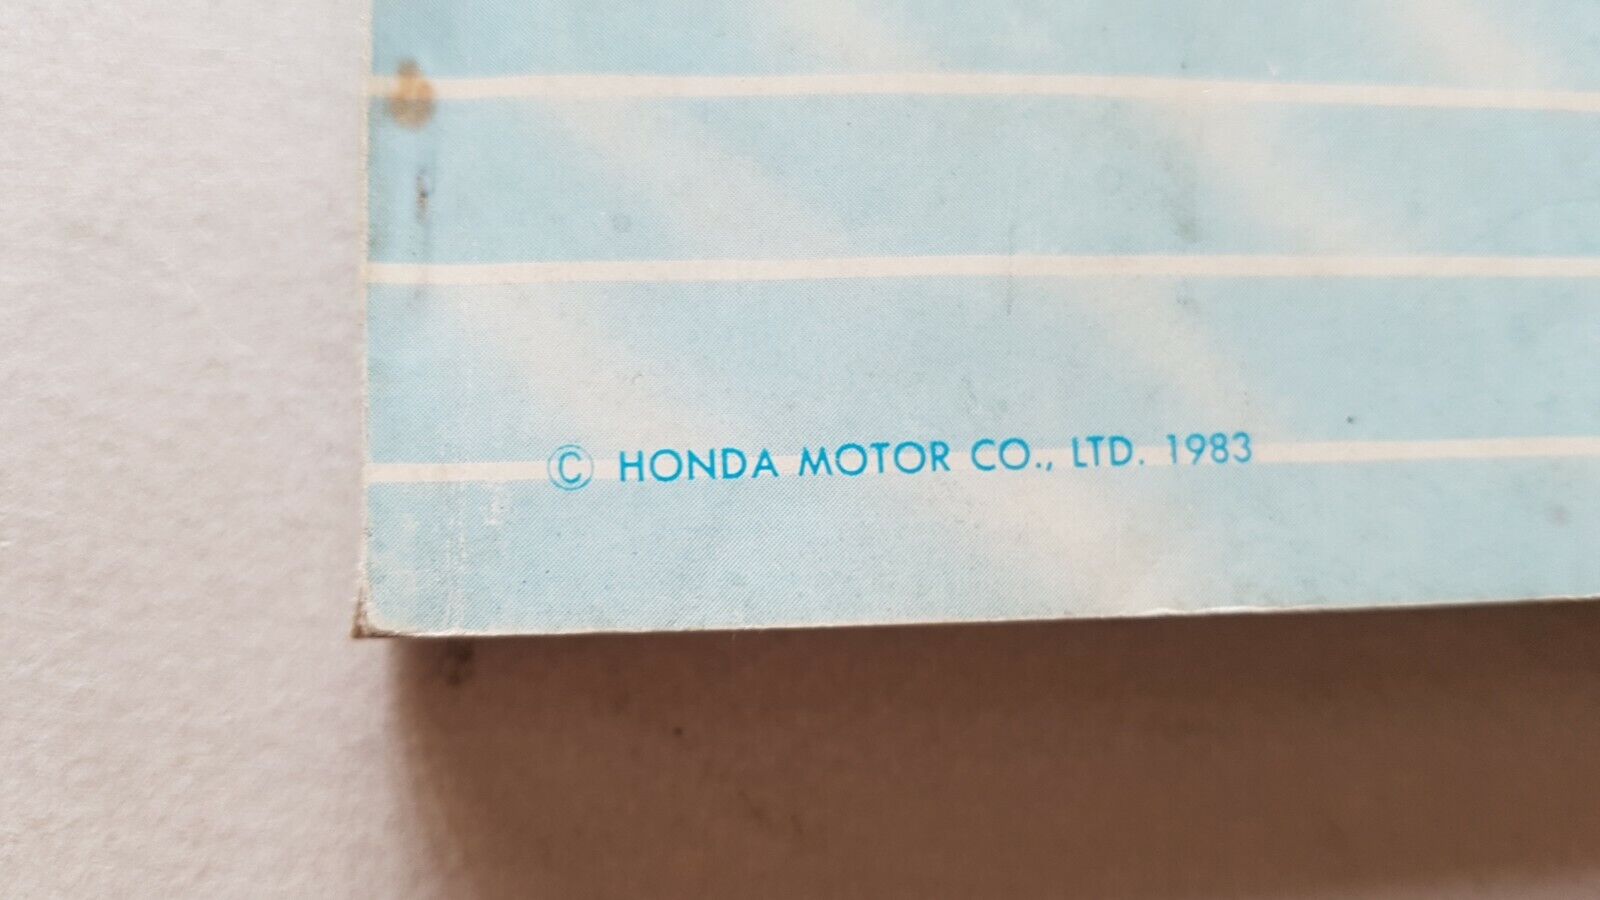 © HONDA MOTOR CO., LTD. 1983